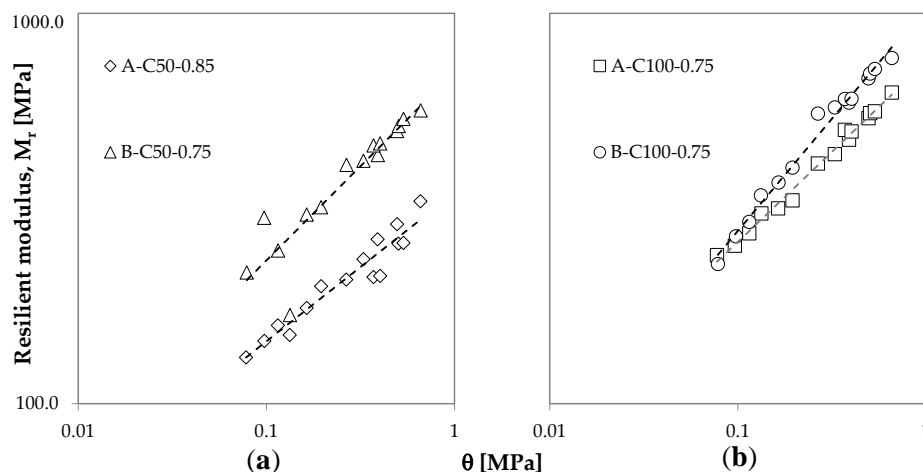 1000.0
A-C50-0.85
B-C50-0.75
A-C100-0.75
B-C100-0.75
Resilient modulus, Mr [MPa]
100.0
0.01
0.1
1
0.01
0.1
1
(a)
θ [MPa]
(b)